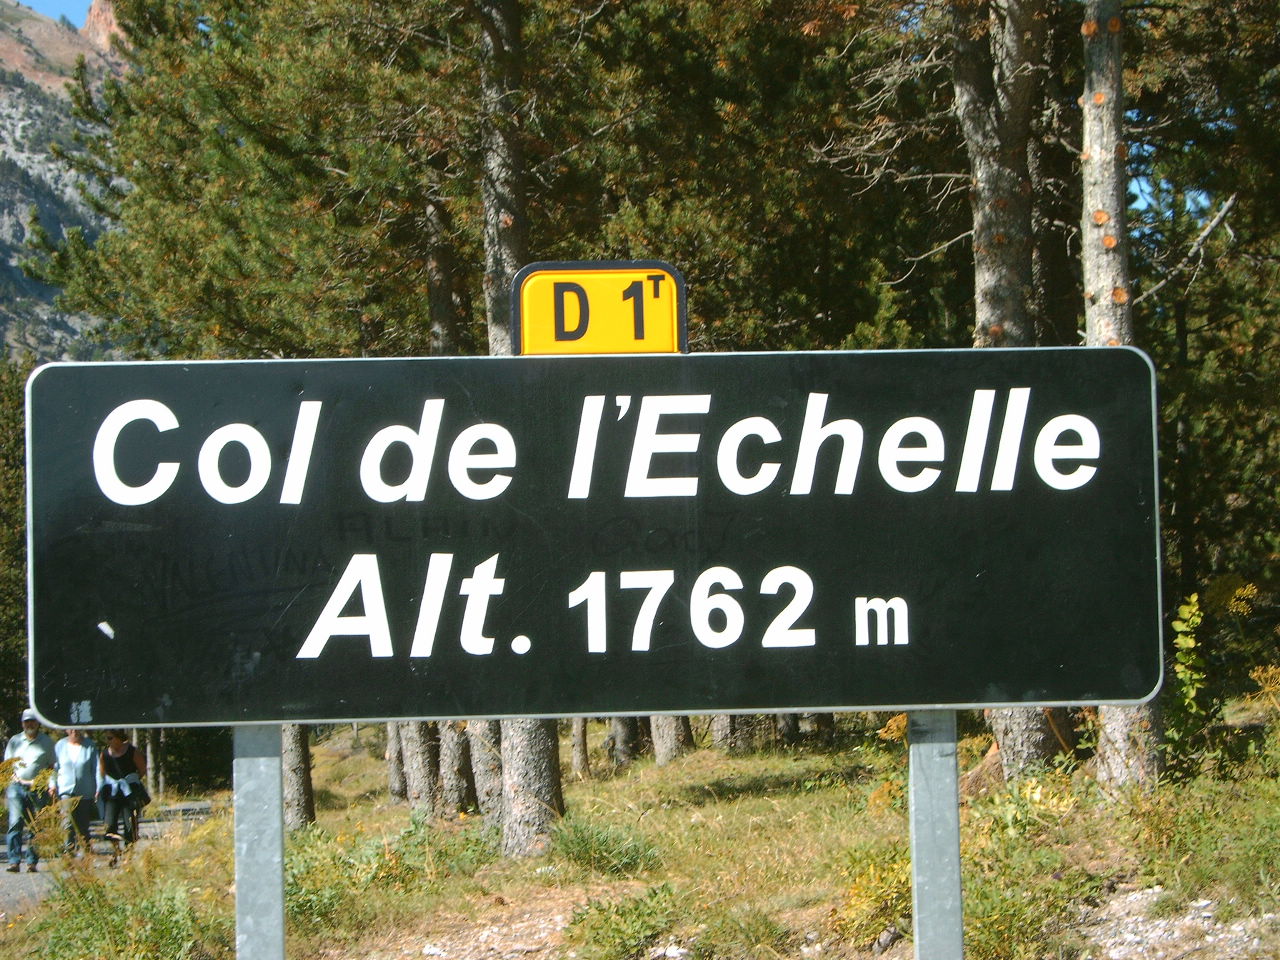 D 1ᵀ
Col de l'Echelle
Alt. 1762 m